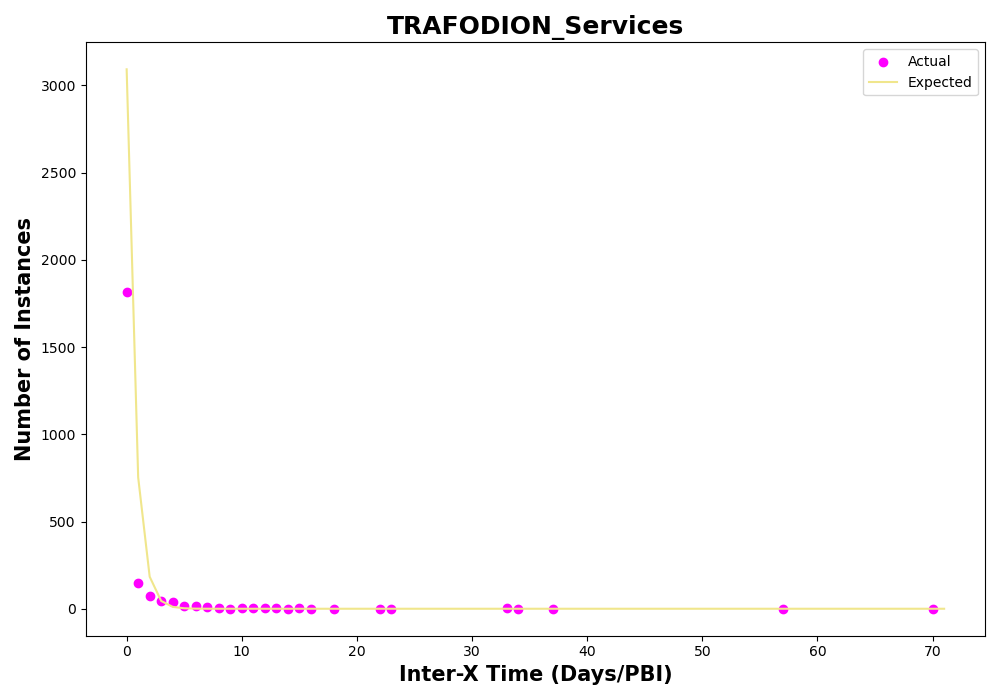 TRAFODION_Services
Actual
Expected
Number of Instances
3000
2500
2000
1500
1000
500
0
0 10 20 30 40 50 60 70
Inter-X Time (Days/PBI)